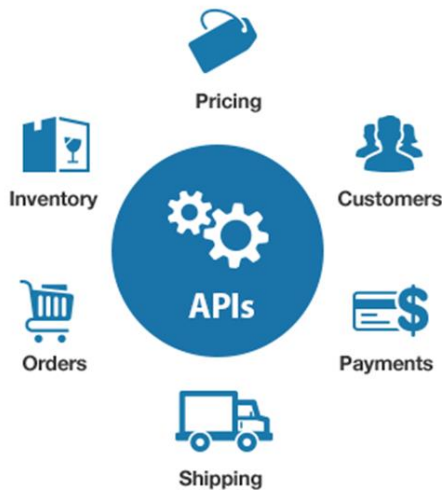 Pricing
Inventory
Customers
APIs
Orders
Payments
Shipping